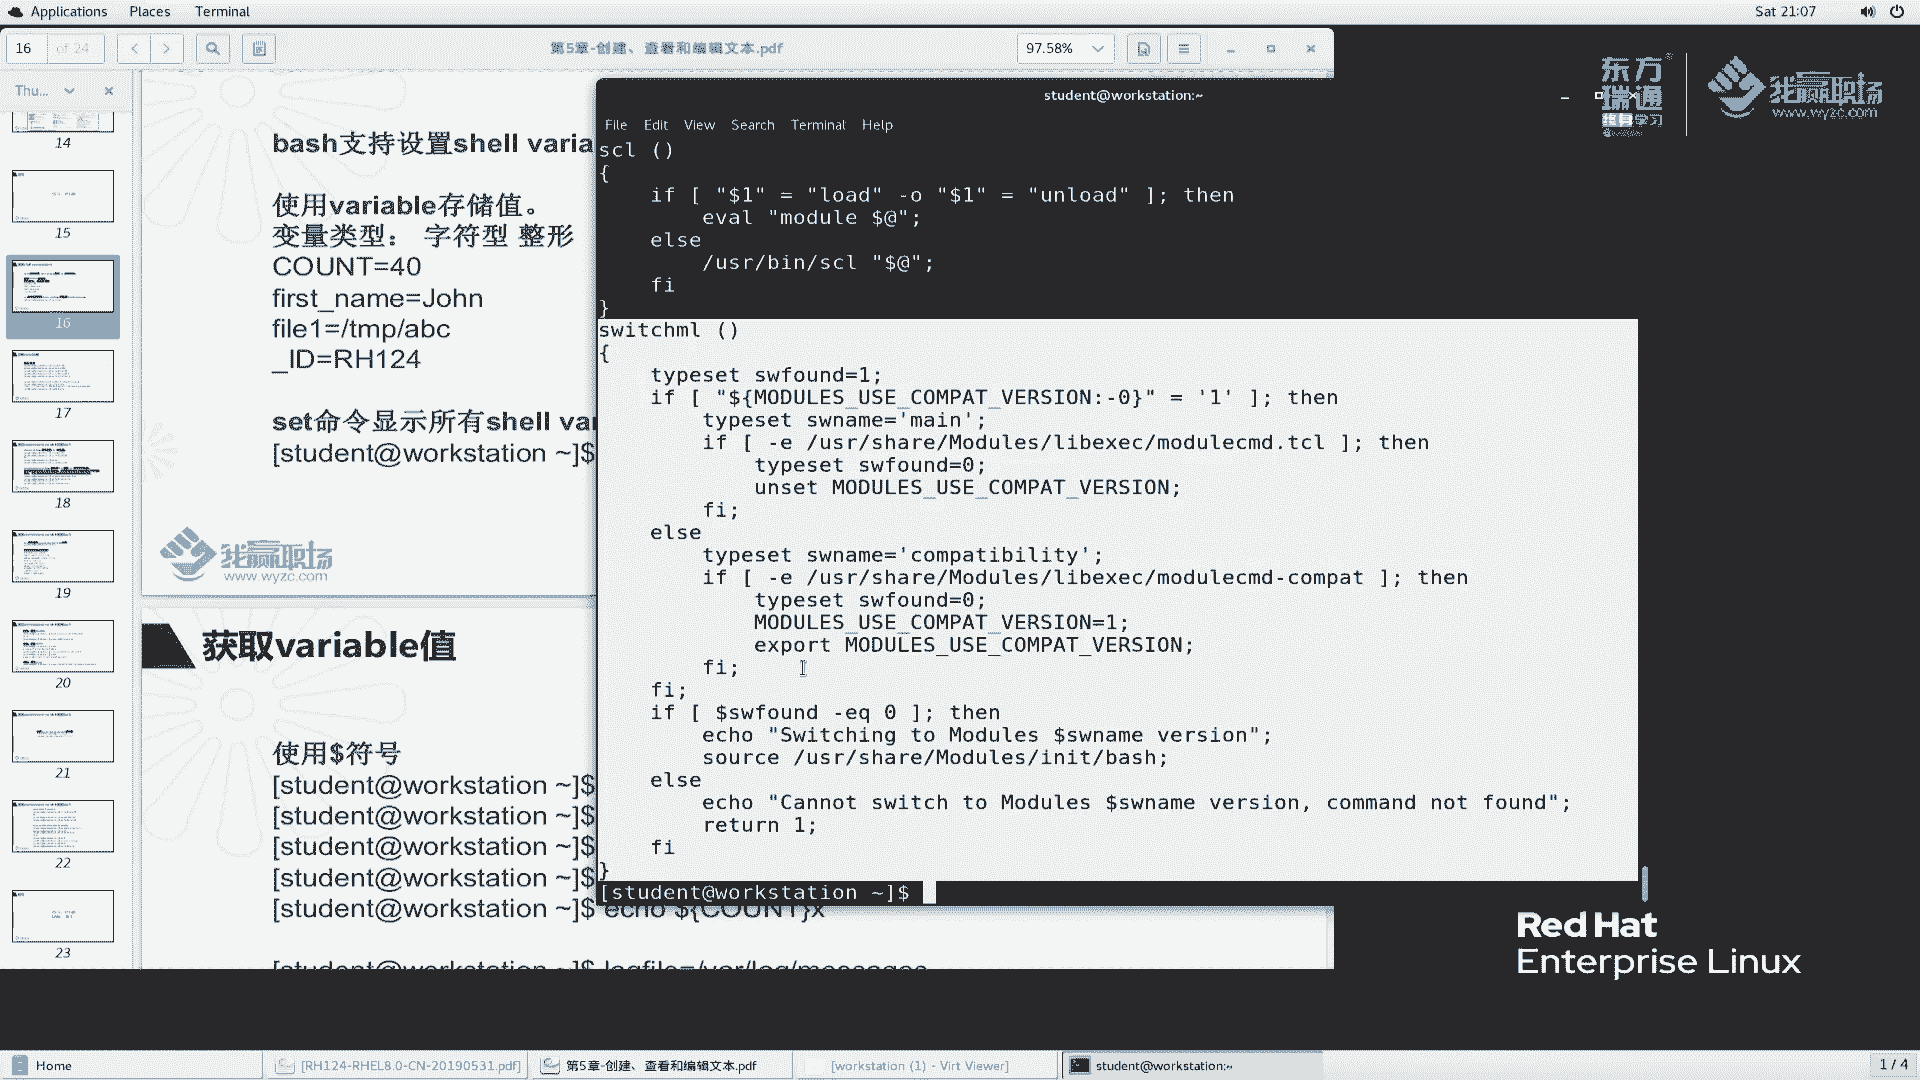 Applications Places Terminal
Sat 21:07
16 of 24
第5章-创建、查看和编辑文本.pdf
97.58%
Thu...
14
15
16
17
18
19
20
21
22
23
bash支持设置shell varia
使用variable存储值。
变量类型： 字符型 整形
COUNT=40
first_name=John
file1=/tmp/abc
_ID=RH124
set命令显示所有shell var
[student@workstation ~]$
我赢职场
www.wyzc.com
获取variable值
使用$符号
[student@workstation ~]$
[student@workstation ~]$
[student@workstation ~]$
[student@workstation ~]$
[student@workstation ~]$ echo ${COUNT}x
[student@workstation ~]$ logfile=/var/log/messages
student@workstation:~
File Edit View Search Terminal Help
scl ()
{
    if [ "$1" = "load" -o "$1" = "unload" ]; then
        eval "module $@";
    else
        /usr/bin/scl "$@";
    fi
}
switchml ()
{
    typeset swfound=1;
    if [ "${MODULES_USE_COMPAT_VERSION:-0}" = '1' ]; then
        typeset swname='main';
        if [ -e /usr/share/Modules/libexec/modulecmd.tcl ]; then
            typeset swfound=0;
            unset MODULES_USE_COMPAT_VERSION;
        fi;
    else
        typeset swname='compatibility';
        if [ -e /usr/share/Modules/libexec/modulecmd-compat ]; then
            typeset swfound=0;
            MODULES_USE_COMPAT_VERSION=1;
            export MODULES_USE_COMPAT_VERSION;
        fi;
    fi;
    if [ $swfound -eq 0 ]; then
        echo "Switching to Modules $swname version";
        source /usr/share/Modules/init/bash;
    else
        echo "Cannot switch to Modules $swname version, command not found";
        return 1;
    fi
}
[student@workstation ~]$
东方瑞通
终身学习
我赢职场
www.wyzc.com
Red Hat
Enterprise Linux
Home
[RH124-RHEL8.0-CN-20190531.pdf]
第5章-创建、查看和编辑文本.pdf
[workstation (1) - Virt Viewer]
student@workstation:~
1 / 4